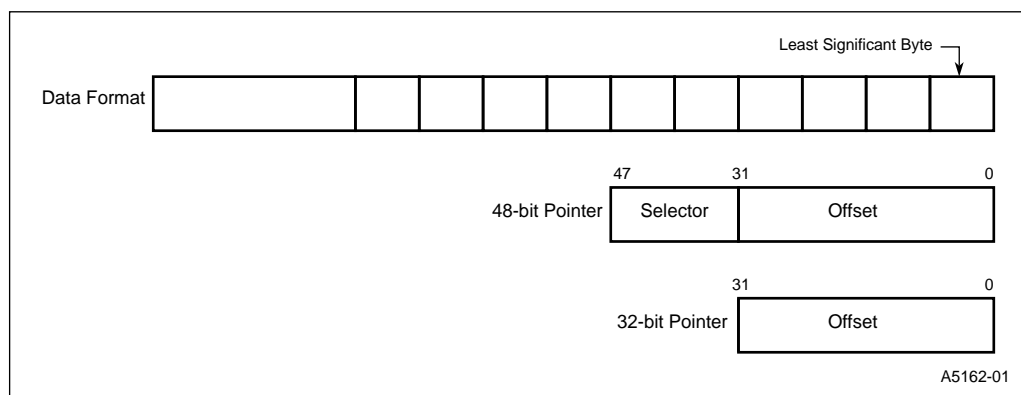 Least Significant Byte
Data Format
47 31 0
48-bit Pointer Selector Offset
31 0
32-bit Pointer Offset
A5162-01